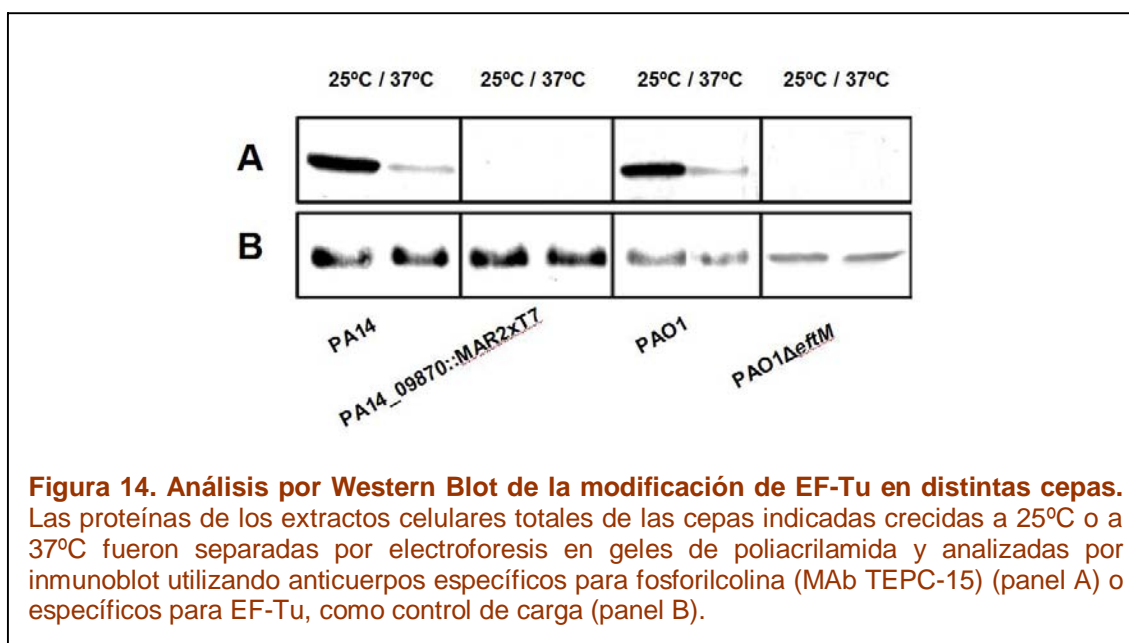 25ºC / 37ºC 25ºC / 37ºC 25ºC / 37ºC 25ºC / 37ºC
A
B
PA14
PA14_09870::MAR2xT7
PAO1
PAO1ΔeftM
Figura 14. Análisis por Western Blot de la modificación de EF-Tu en distintas cepas.
Las proteínas de los extractos celulares totales de las cepas indicadas crecidas a 25ºC o a
37ºC fueron separadas por electroforesis en geles de poliacrilamida y analizadas por
inmunoblot utilizando anticuerpos específicos para fosforilcolina (MAb TEPC-15) (panel A) o
específicos para EF-Tu, como control de carga (panel B).